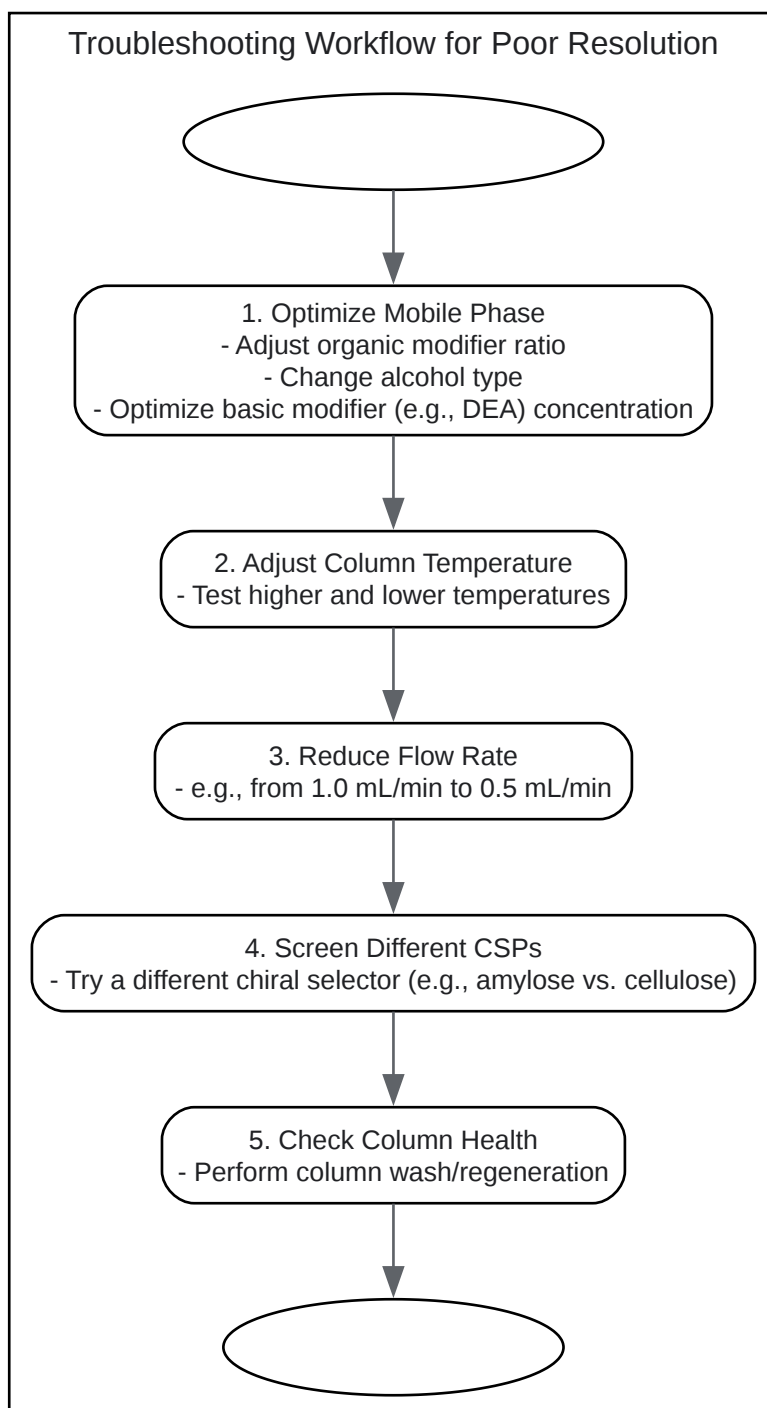 Troubleshooting Workflow for Poor Resolution
1. Optimize Mobile Phase
- Adjust organic modifier ratio
- Change alcohol type
- Optimize basic modifier (e.g., DEA) concentration
2. Adjust Column Temperature
- Test higher and lower temperatures
3. Reduce Flow Rate
- e.g., from 1.0 mL/min to 0.5 mL/min
4. Screen Different CSPs
- Try a different chiral selector (e.g., amylose vs. cellulose)
5. Check Column Health
- Perform column wash/regeneration